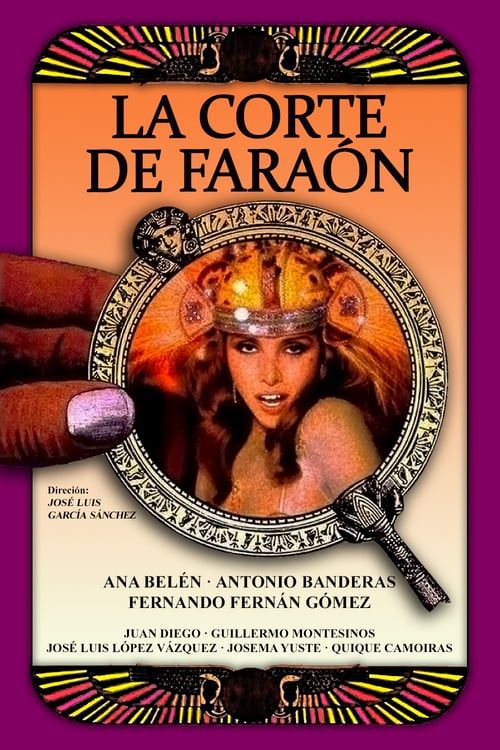 LA CORTE
DE FARAÓN
Direción:
JOSÉ LUIS
GARCÍA SÁNCHEZ
ANA BELÉN · ANTONIO BANDERAS
FERNANDO FERNÁN GÓMEZ
JUAN DIEGO · GUILLERMO MONTESINOS
JOSÉ LUIS LÓPEZ VÁZQUEZ · JOSEMA YUSTE · QUIQUE CAMOIRAS